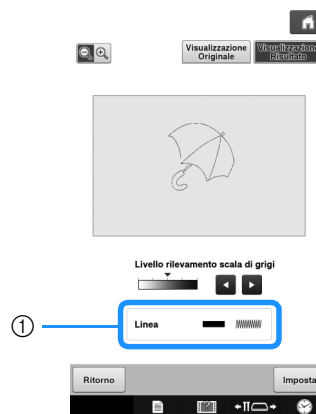 Visualizzazione
Originale
Visualizzazione
Risultato
Livello rilevamento scala di grigi
①
Linea
Ritorno
Imposta